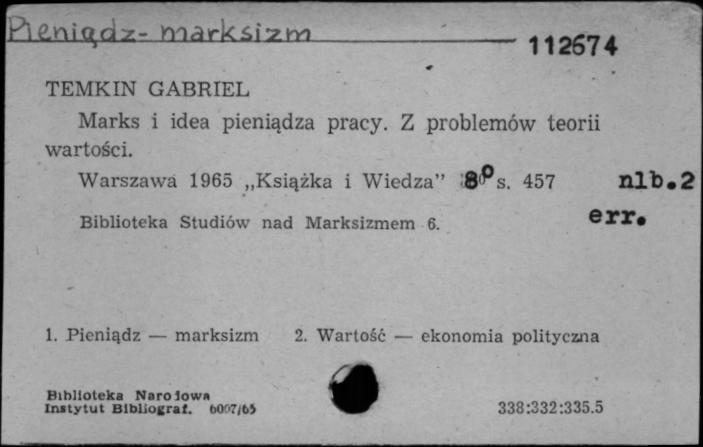 Pieniądz - marksizm
112674
TEMKIN GABRIEL
Marks i idea pieniądza pracy. Z problemów teorii
wartości.
Warszawa 1965 „Książka i Wiedza” 8° s. 457 nlb.2
Biblioteka Studiów nad Marksizmem 6. err.
1. Pieniądz — marksizm 2. Wartość — ekonomia polityczna
Biblioteka Narodowa
Instytut Bibliograf. 6007/65 338:332:335.5